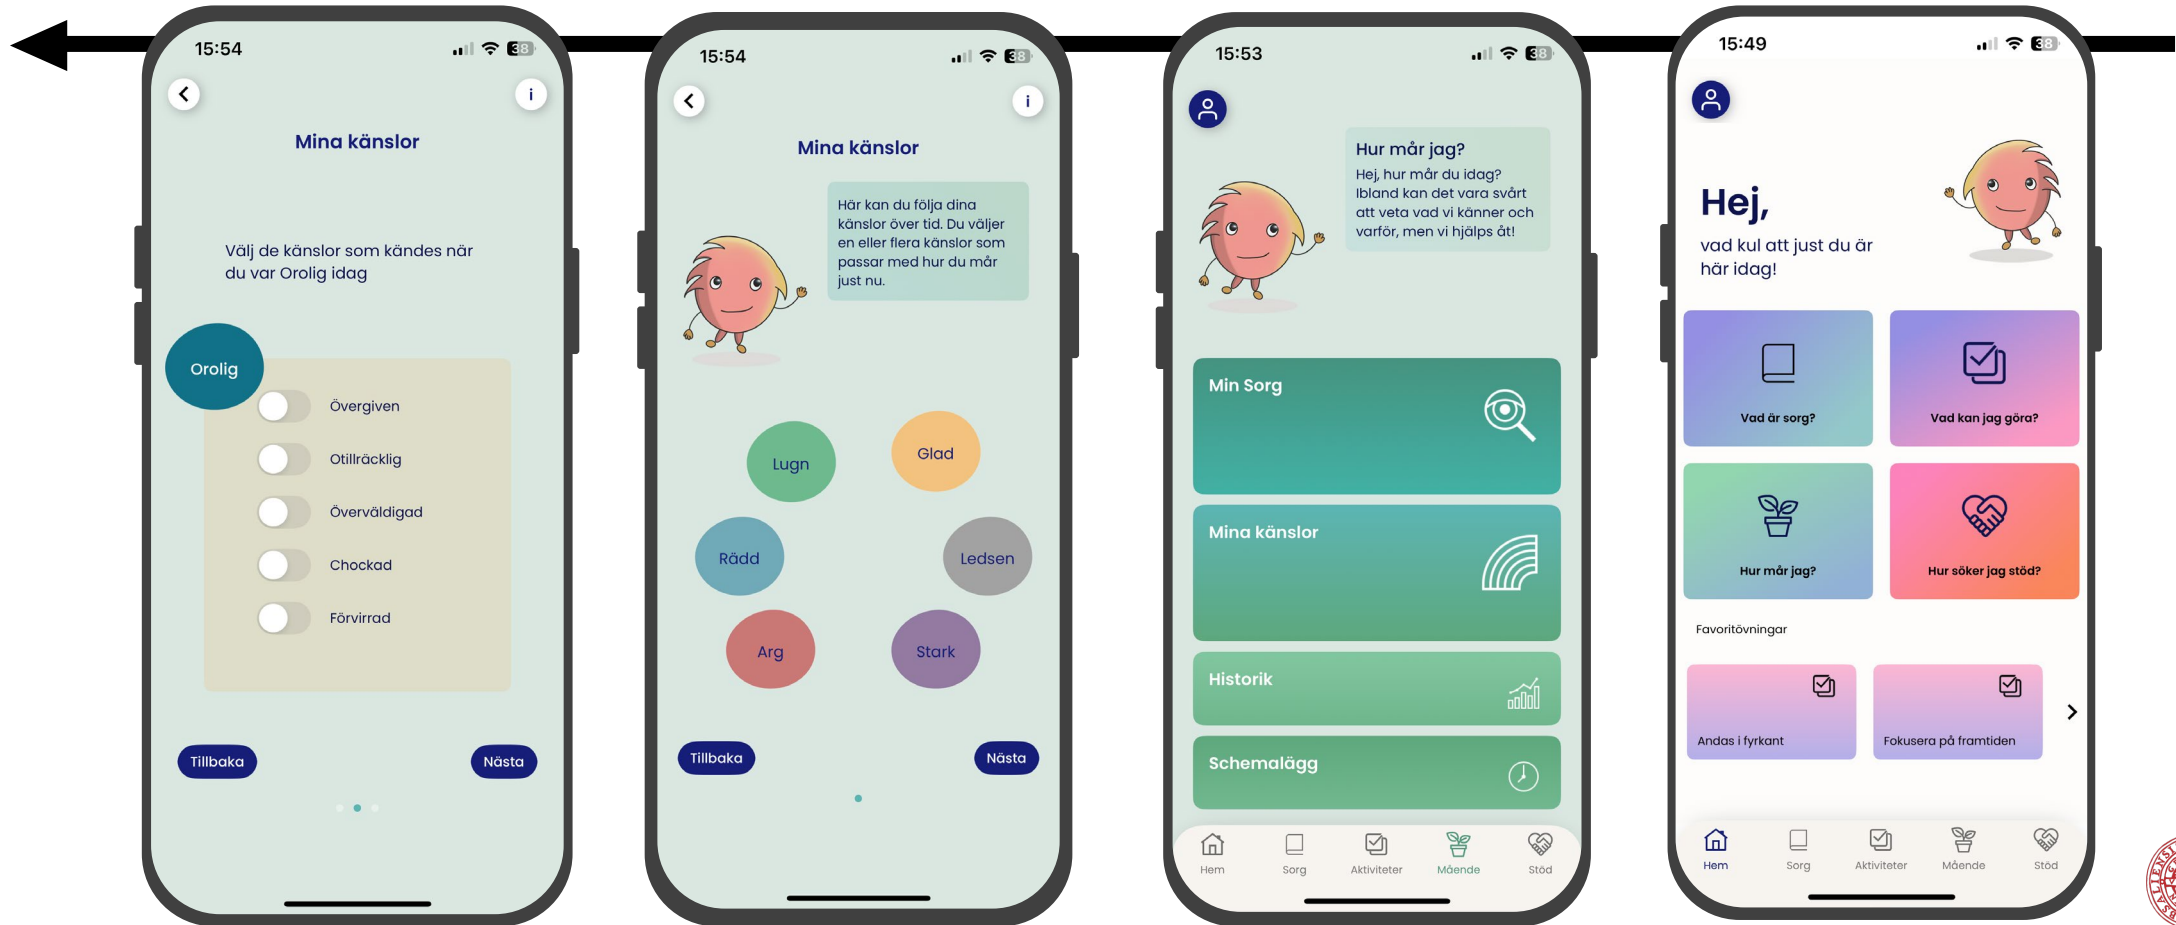 15:54
38
i
Mina känslor
Välj de känslor som kändes när
du var Orolig idag
Orolig
Övergiven
Otillräcklig
Överväldigad
Chockad
Förvirrad
Tillbaka
Nästa
15:54
38
i
Mina känslor
Här kan du följa dina
känslor över tid. Du väljer
en eller flera känslor som
passar med hur du mår
just nu.
Lugn
Glad
Rädd
Ledsen
Arg
Stark
Tillbaka
Nästa
15:53
38
Hur mår jag?
Hej, hur mår du idag?
Ibland kan det vara svårt
att veta vad vi känner och
varför, men vi hjälps åt!
Min Sorg
Mina känslor
Historik
Schemalägg
Hem
Sorg
Aktiviteter
Mående
Stöd
15:49
38
Hej,
vad kul att just du är
här idag!
Vad är sorg?
Vad kan jag göra?
Hur mår jag?
Hur söker jag stöd?
Favoritövningar
Andas i fyrkant
Fokusera på framtiden
Hem
Sorg
Aktiviteter
Mående
Stöd